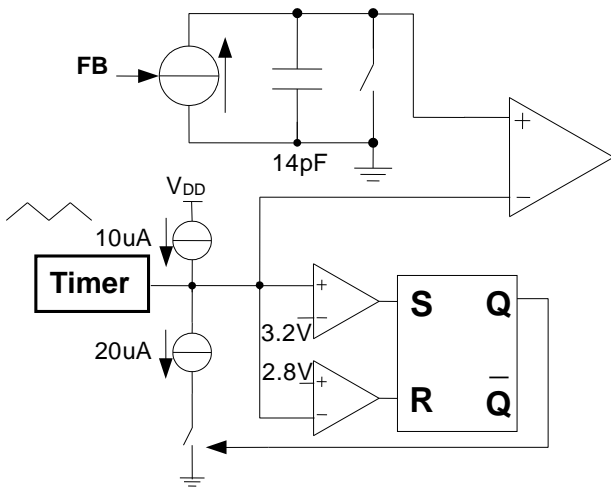 FB
14pF
VDD
10uA
Timer
20uA
+
−
+
−
3.2V
2.8V
+
−
S Q
R Q̅